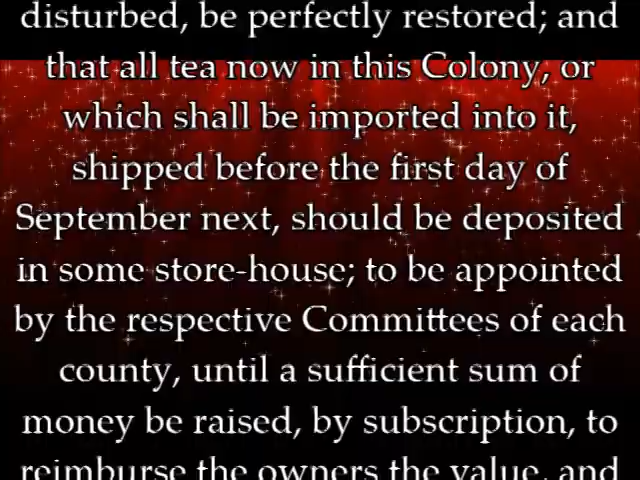 disturbed, be perfectly restored; and
that all tea now in this Colony, or
which shall be imported into it,
shipped before the first day of
September next, should be deposited
in some store-house; to be appointed
by the respective Committees of each
county, until a sufficient sum of
money be raised, by subscription, to
reimburse the owners the value, and